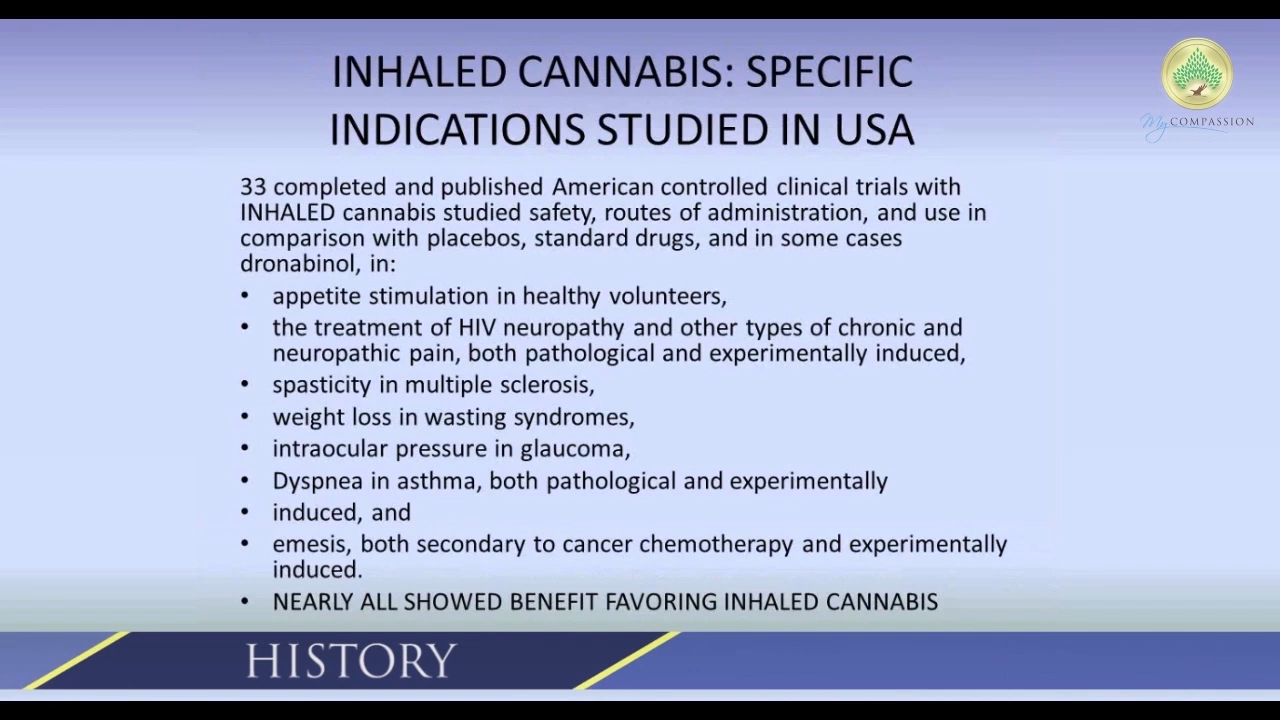 INHALED CANNABIS: SPECIFIC
INDICATIONS STUDIED IN USA
My COMPASSION
33 completed and published American controlled clinical trials with
INHALED cannabis studied safety, routes of administration, and use in
comparison with placebos, standard drugs, and in some cases
dronabinol, in:
• appetite stimulation in healthy volunteers,
• the treatment of HIV neuropathy and other types of chronic and
neuropathic pain, both pathological and experimentally induced,
• spasticity in multiple sclerosis,
• weight loss in wasting syndromes,
• intraocular pressure in glaucoma,
• Dyspnea in asthma, both pathological and experimentally
• induced, and
• emesis, both secondary to cancer chemotherapy and experimentally
induced.
• NEARLY ALL SHOWED BENEFIT FAVORING INHALED CANNABIS
HISTORY